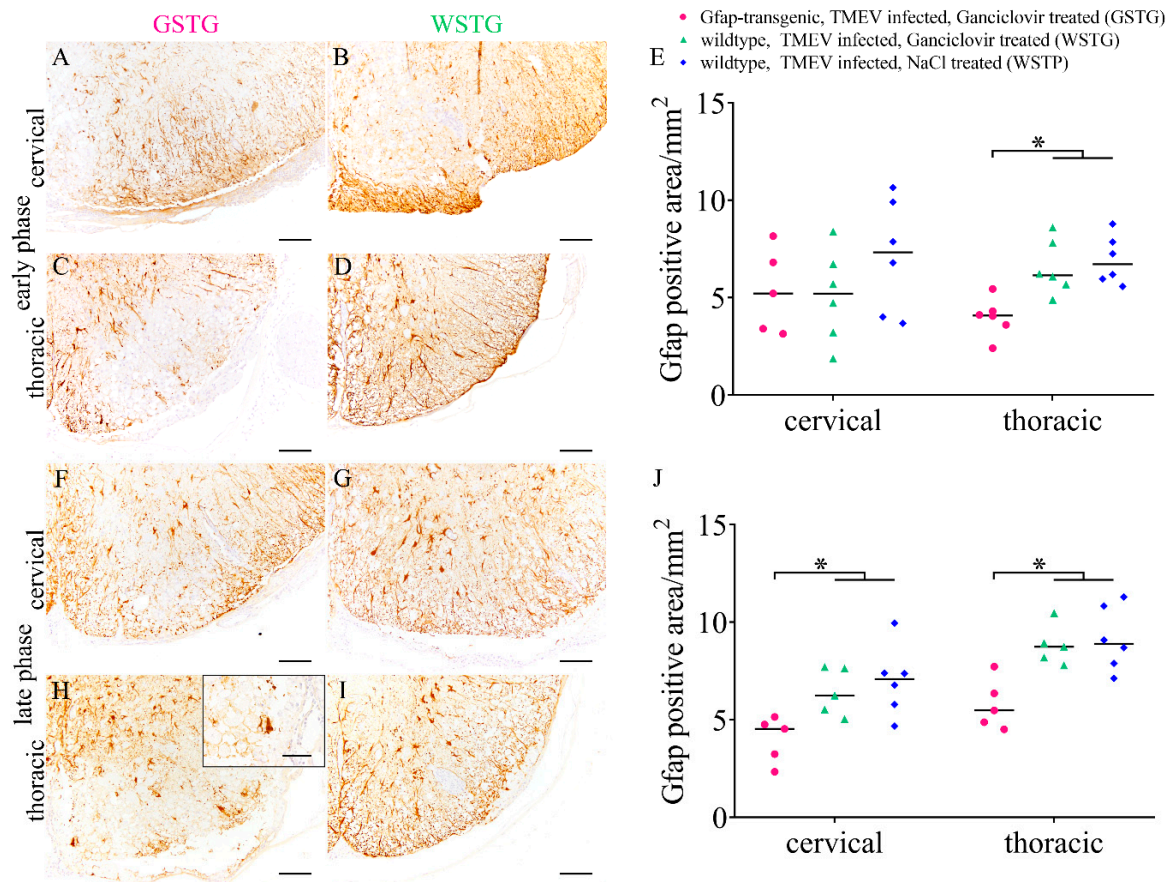 GSTG
WSTG
Gfap-transgenic, TMEV infected, Ganciclovir treated (GSTG)
wildtype, TMEV infected, Ganciclovir treated (WSTG)
wildtype, TMEV infected, NaCl treated (WSTP)
early phase
cervical
A
B
thoracic
C
D
E
Gfap positive area/mm²
15
10
5
0
*
cervical
thoracic
late phase
cervical
F
G
thoracic
H
I
J
Gfap positive area/mm²
15
10
5
0
*
*
cervical
thoracic